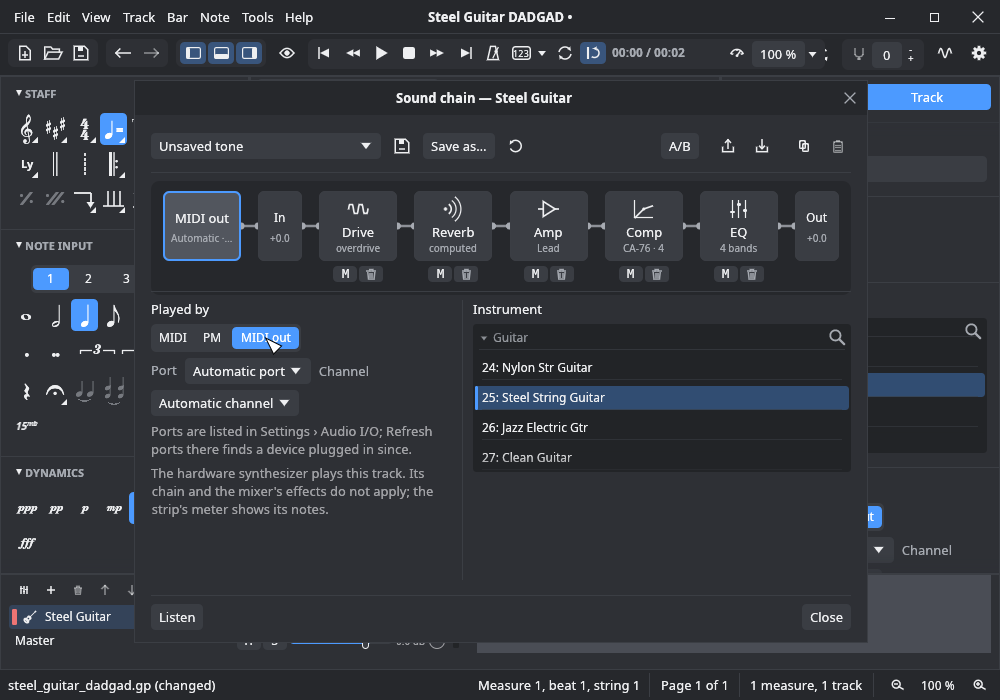 File Edit View Track Bar Note Tools Help
Steel Guitar DADGAD •
123
00:00 / 00:02
100 %
0
STAFF
Sound chain — Steel Guitar
Track
Unsaved tone
Save as...
A/B
Ly
MIDI out
Automatic ·...
In
+0.0
Drive
overdrive
Reverb
computed
Amp
Lead
Comp
CA-76 · 4
EQ
4 bands
Out
+0.0
M M M M M
NOTE INPUT
1 2 3
Played by
MIDI PM MIDI out
Port Automatic port Channel
Automatic channel
Ports are listed in Settings › Audio I/O; Refresh
ports there finds a device plugged in since.
The hardware synthesizer plays this track. Its
chain and the mixer's effects do not apply; the
strip's meter shows its notes.
Instrument
Guitar
24: Nylon Str Guitar
25: Steel String Guitar
26: Jazz Electric Gtr
27: Clean Guitar
3
15mb
DYNAMICS
ppp pp p mp
fff
Channel
Steel Guitar
Master
Listen
Close
steel_guitar_dadgad.gp (changed)
Measure 1, beat 1, string 1
Page 1 of 1
1 measure, 1 track
100 %